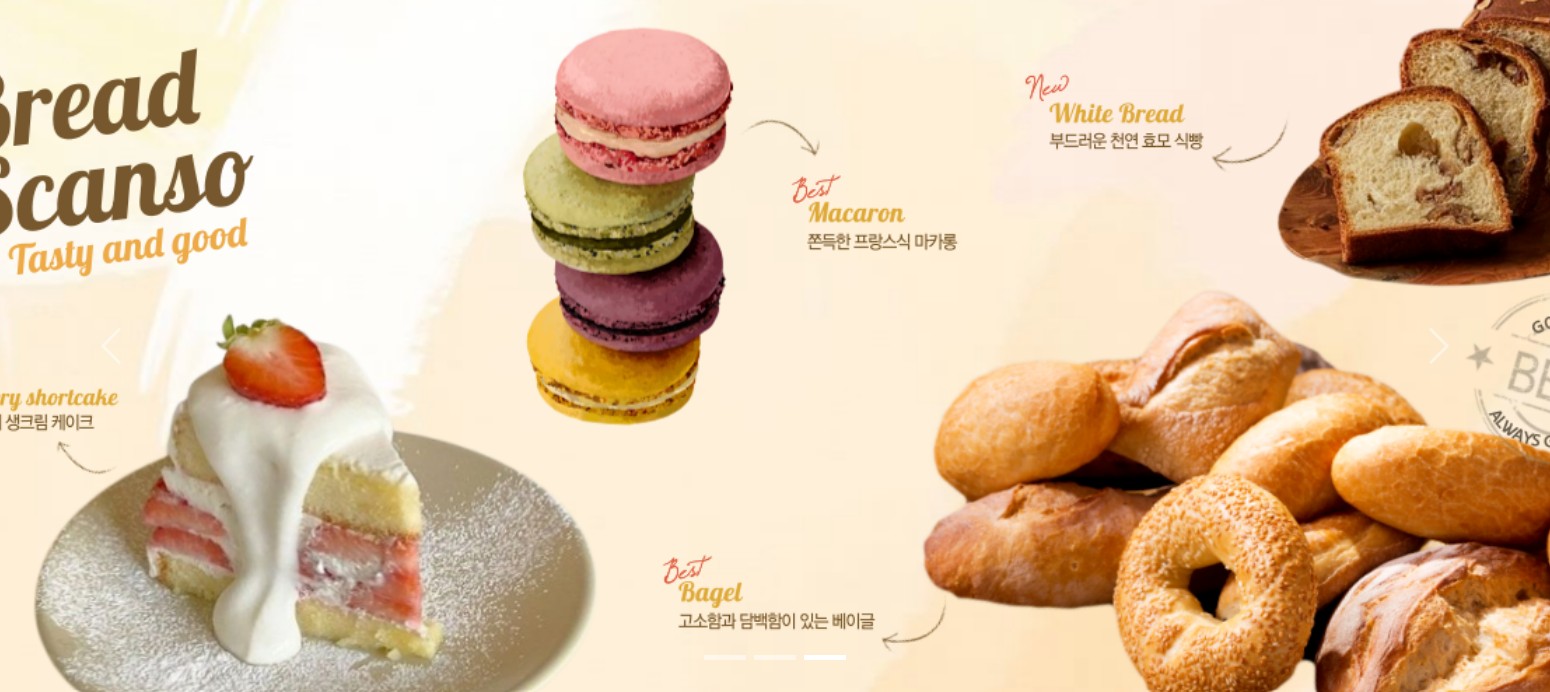 Bread
Scanso
Tasty and good
New
White Bread
부드러운 천연 효모 식빵
Best
Macaron
쫀득한 프랑스식 마카롱
shortcake
생크림 케이크
ALWAYS
Best
Bagel
고소함과 담백함이 있는 베이글